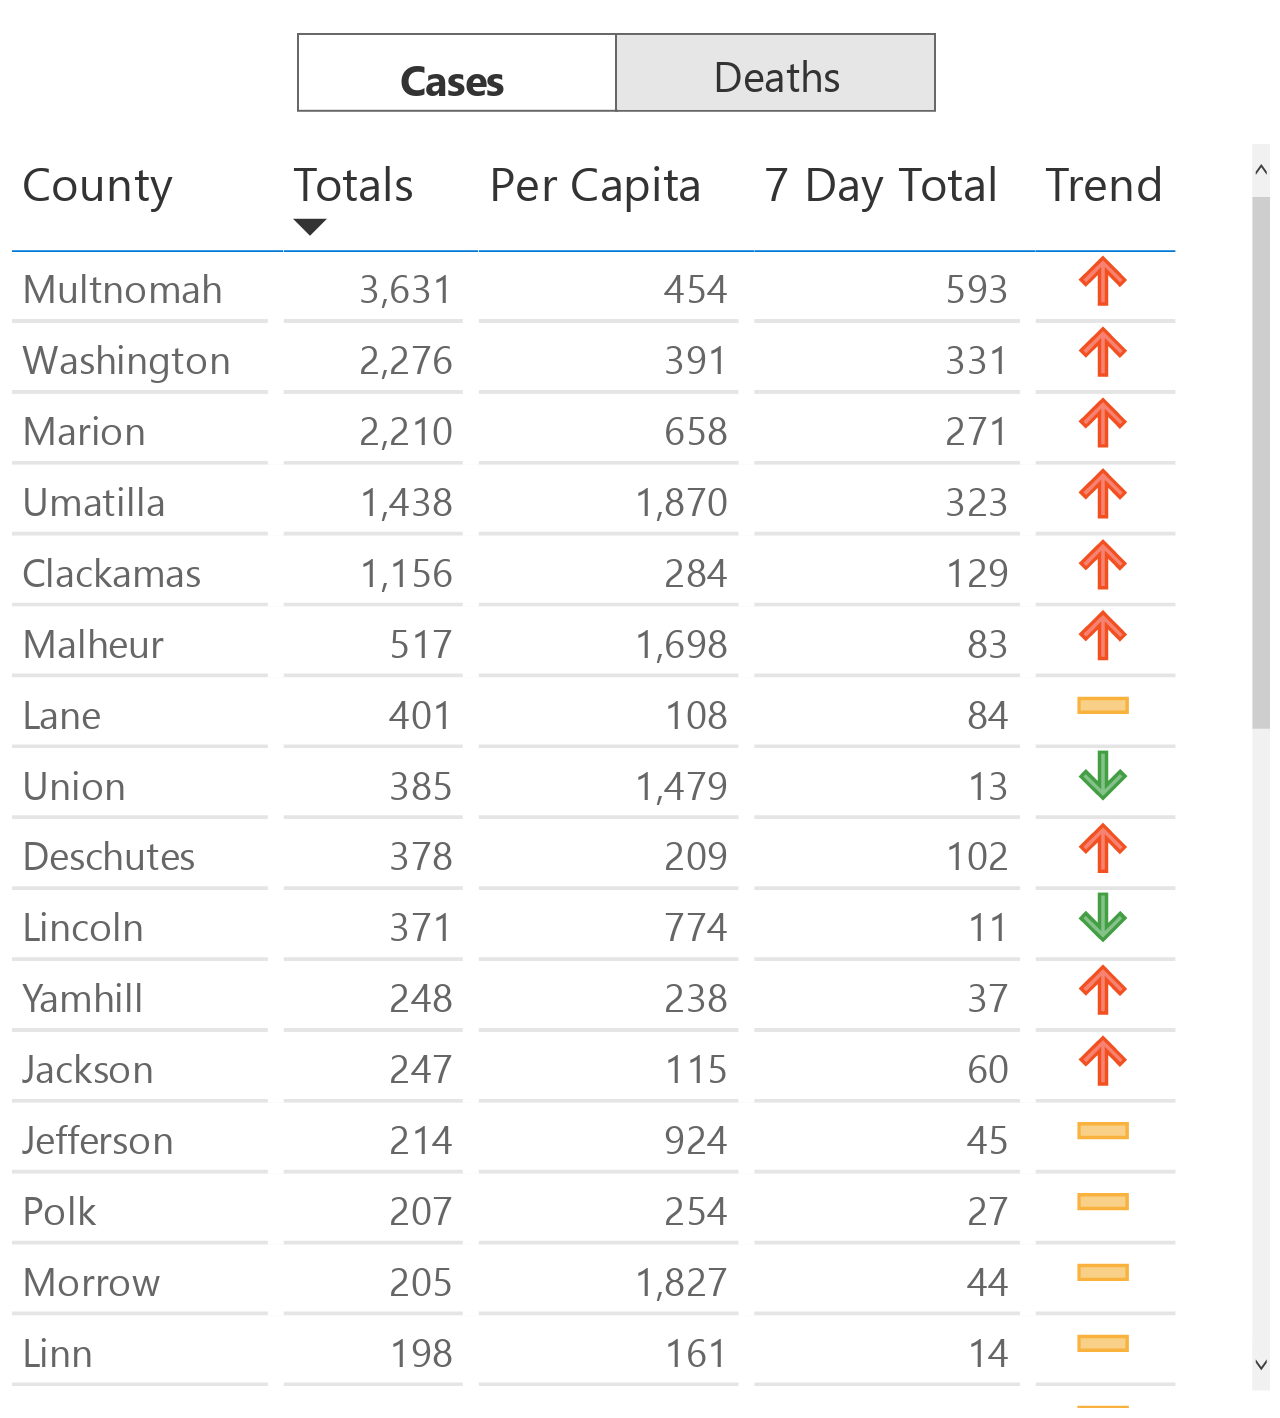 Cases Deaths
County Totals Per Capita 7 Day Total Trend
Multnomah 3,631 454 593
Washington 2,276 391 331
Marion 2,210 658 271
Umatilla 1,438 1,870 323
Clackamas 1,156 284 129
Malheur 517 1,698 83
Lane 401 108 84
Union 385 1,479 13
Deschutes 378 209 102
Lincoln 371 774 11
Yamhill 248 238 37
Jackson 247 115 60
Jefferson 214 924 45
Polk 207 254 27
Morrow 205 1,827 44
Linn 198 161 14